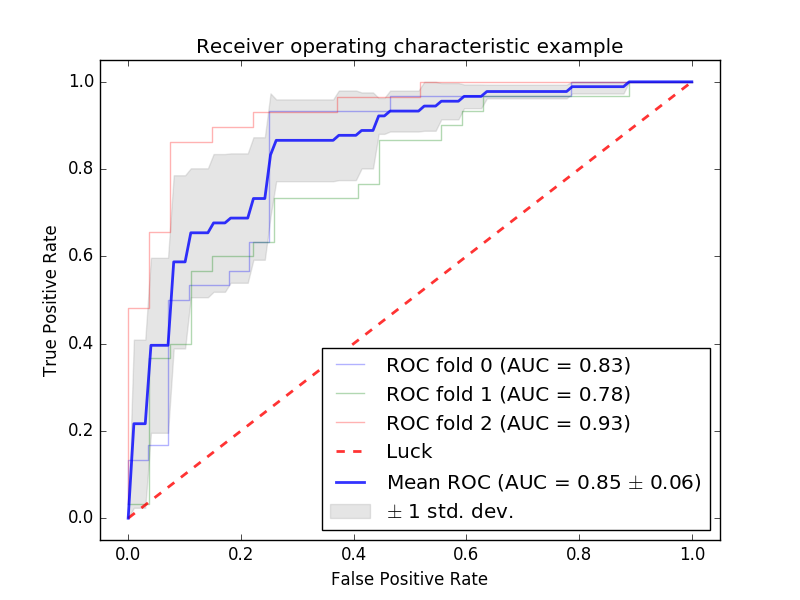 Receiver operating characteristic example
True Positive Rate
1.0
0.8
0.6
0.4
0.2
0.0
ROC fold 0 (AUC = 0.83)
ROC fold 1 (AUC = 0.78)
ROC fold 2 (AUC = 0.93)
Luck
Mean ROC (AUC = 0.85 ± 0.06)
± 1 std. dev.
0.0 0.2 0.4 0.6 0.8 1.0
False Positive Rate